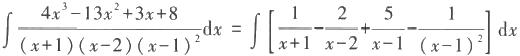 ∫ (4x³−13x²+3x+8)/((x+1)(x−2)(x−1)²) dx = ∫ [1/(x+1) − 2/(x−2) + 5/(x−1) − 1/(x−1)²] dx